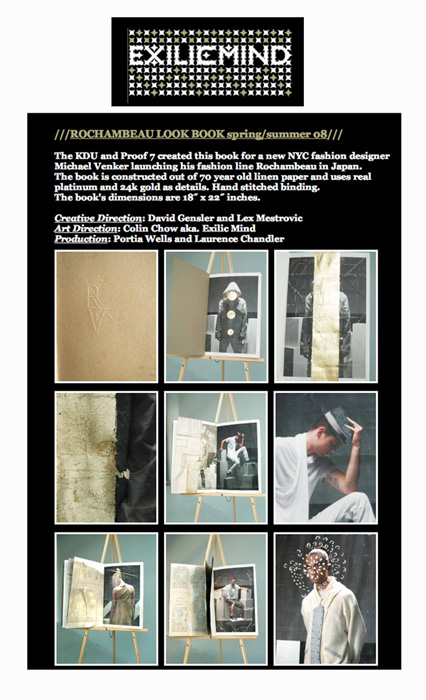 EXILICMIND
///ROCHAMBEAU LOOK BOOK spring/summer 08///
The KDU and Proof 7 created this book for a new NYC fashion designer
Michael Venker launching his fashion line Rochambeau in Japan.
The book is constructed out of 70 year old linen paper and uses real
platinum and 24k gold as details. Hand stitched binding.
The book's dimensions are 18″ x 22″ inches.
Creative Direction: David Gensler and Lex Mestrovic
Art Direction: Colin Chow aka. Exilic Mind
Production: Portia Wells and Laurence Chandler